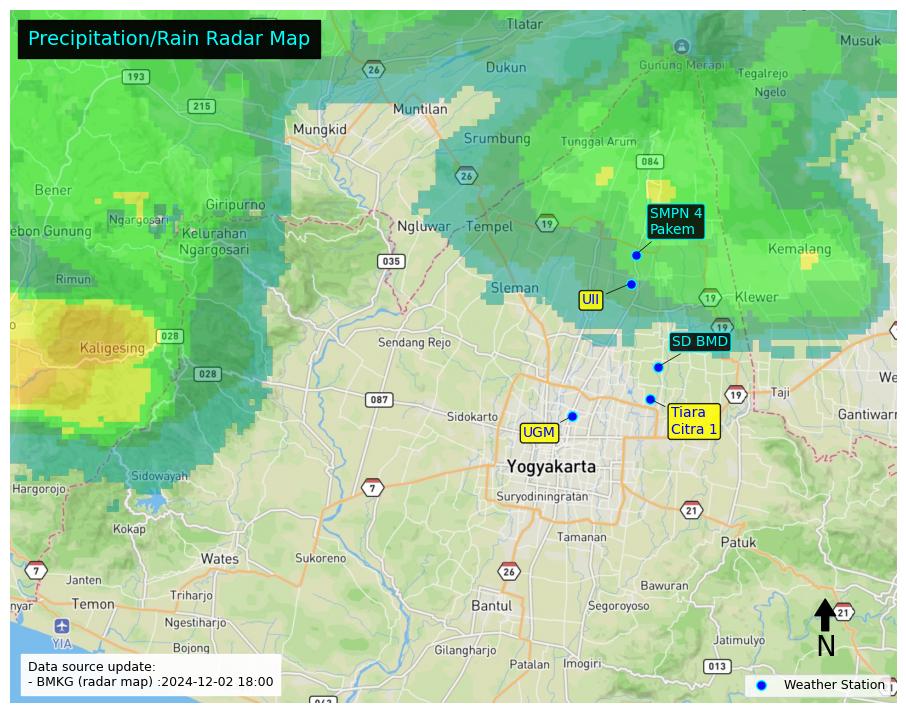 Precipitation/Rain Radar Map
Tlatar
Musuk
26
Dukun
Gunung Merapi
Tegalrejo
193
Ngelo
215
Muntilan
Mungkid
Srumbung
Tunggal Arum
084
26
Bener
Giripurno
Ngargosari
SMPN 4
Pakem
19
Ngluwar
Tempel
ebon Gunung
Kelurahan
Ngargosari
Kemalang
035
Rimun
Sleman
UII
19
Klewer
19
028
Kaligesing
Sendang Rejo
SD BMD
028
We
087
19
Taji
Sidokarto
Tiara
Citra 1
Gantiwarn
UGM
Yogyakarta
Sidowayah
Hargorojo
7
Suryodiningratan
21
Kokap
Tamanan
Patuk
Wates
Sukoreno
7
26
Janten
Bawuran
Triharjo
nyar
Temon
Bantul
Segoroyoso
21
Ngestiharjo
YIA
N
Jatimulyo
Bojong
Gilangharjo
Patalan
Imogiri
013
Data source update:
- BMKG (radar map) :2024-12-02 18:00
Weather Station